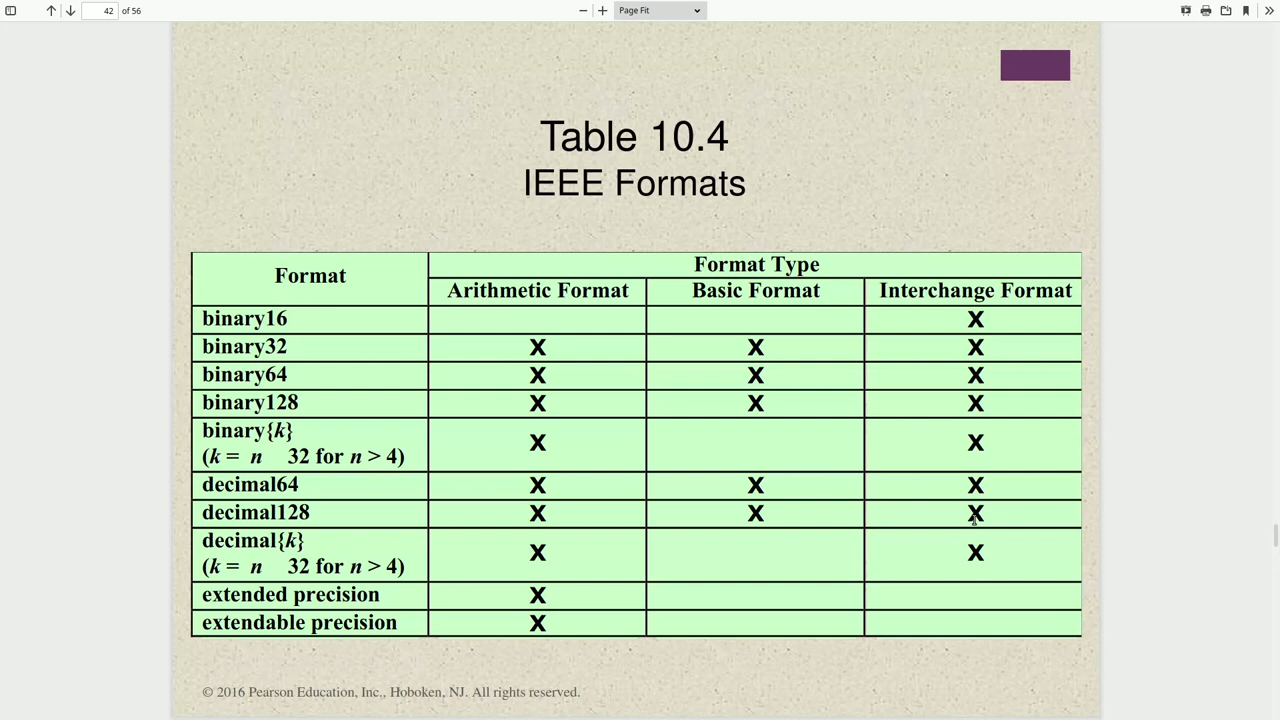 42 of 56 Page Fit
Table 10.4
IEEE Formats
Format Format Type
Arithmetic Format Basic Format Interchange Format
binary16 X
binary32 X X X
binary64 X X X
binary128 X X X
binary{k}
(k = n 32 for n > 4) X X
decimal64 X X X
decimal128 X X X
decimal{k}
(k = n 32 for n > 4) X X
extended precision X
extendable precision X
© 2016 Pearson Education, Inc., Hoboken, NJ. All rights reserved.